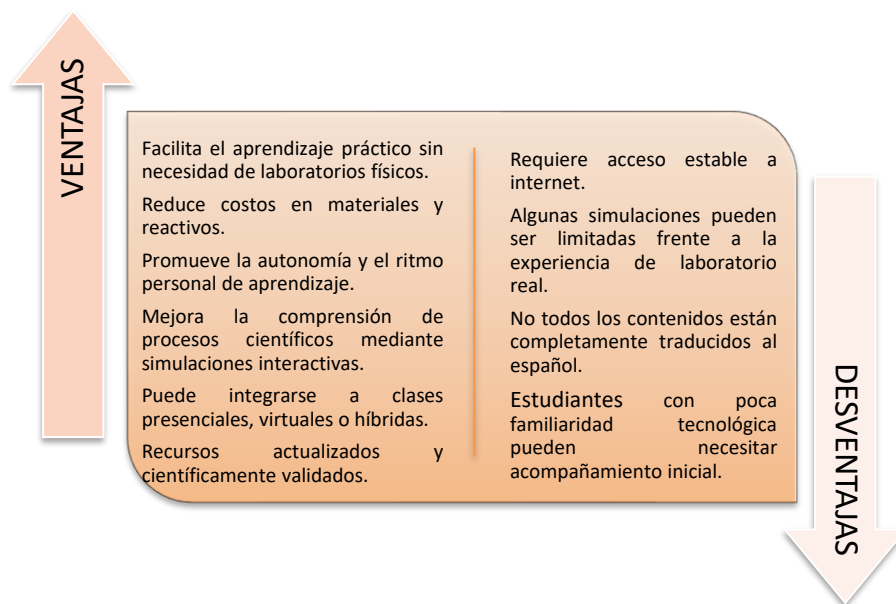 VENTAJAS
Facilita el aprendizaje práctico sin
necesidad de laboratorios físicos.
Reduce costos en materiales y
reactivos.
Promueve la autonomía y el ritmo
personal de aprendizaje.
Mejora la comprensión de
procesos científicos mediante
simulaciones interactivas.
Puede integrarse a clases
presenciales, virtuales o híbridas.
Recursos actualizados y
científicamente validados.
Requiere acceso estable a
internet.
Algunas simulaciones pueden
ser limitadas frente a la
experiencia de laboratorio
real.
No todos los contenidos están
completamente traducidos al
español.
Estudiantes con poca
familiaridad tecnológica
pueden necesitar
acompañamiento inicial.
DESVENTAJAS